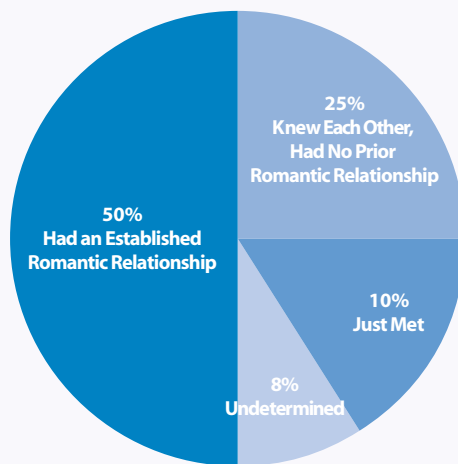 25%
Knew Each Other,
Had No Prior
Romantic Relationship
50%
Had an Established
Romantic Relationship
10%
Just Met
8%
Undetermined